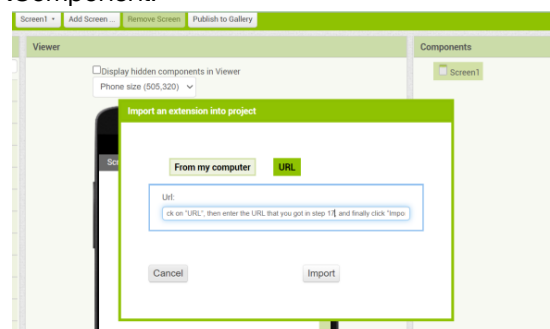 Component.
Screen1 Add Screen ... Remove Screen Publish to Gallery
Viewer
Components
Display hidden components in Viewer
Screen1
Phone size (505,320)
Import an extension into project
Scr
From my computer URL
Url:
ck on "URL", then enter the URL that you got in step 17, and finally click "Impo
Cancel Import